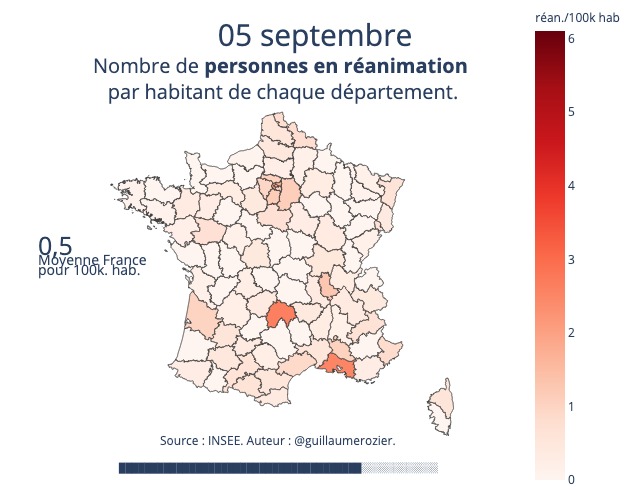 05 septembre
Nombre de personnes en réanimation
par habitant de chaque département.
réan./100k hab
6
5
4
3
2
1
0
0,5
Moyenne France
pour 100k. hab.
Source : INSEE. Auteur : @guillaumerozier.